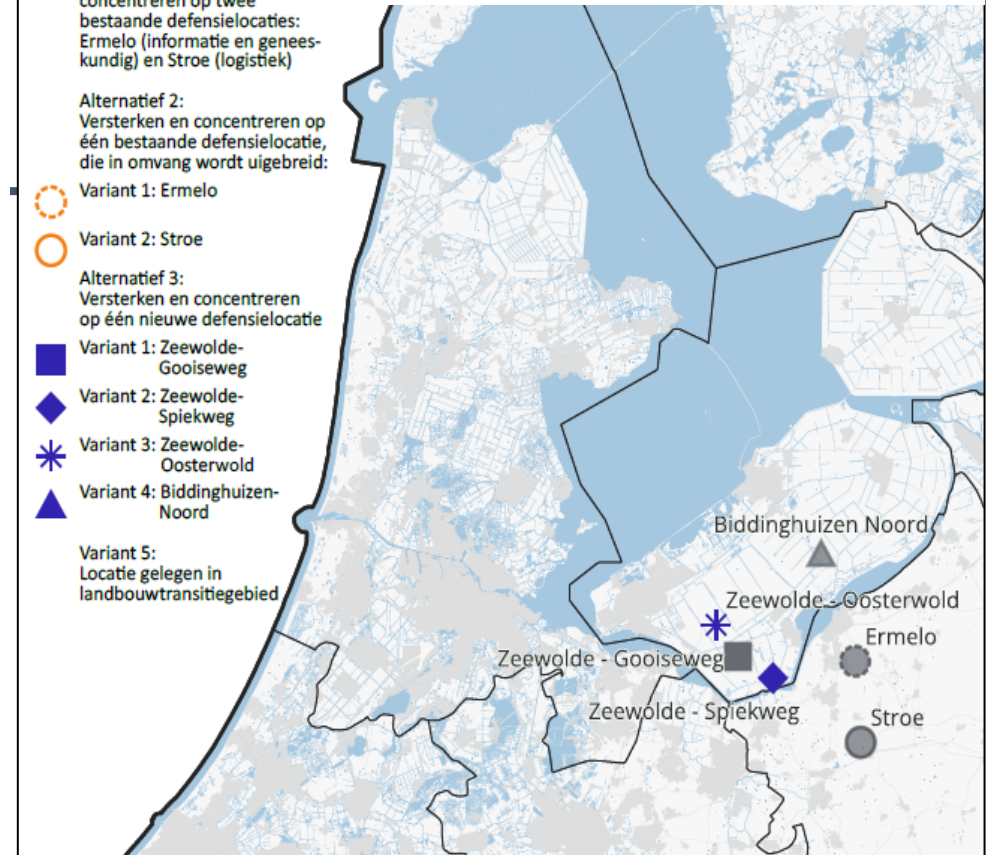 concentreren op twee
bestaande defensielocaties:
Ermelo (informatie en genees-
kundig) en Stroe (logistiek)
Alternatief 2:
Versterken en concentreren op
één bestaande defensielocatie,
die in omvang wordt uigebreid:
Variant 1: Ermelo
Variant 2: Stroe
Alternatief 3:
Versterken en concentreren
op één nieuwe defensielocatie
Variant 1: Zeewolde-
Gooiseweg
Variant 2: Zeewolde-
Spiekweg
Variant 3: Zeewolde-
Oosterwold
Variant 4: Biddinghuizen-
Noord
Variant 5:
Locatie gelegen in
landbouwtransitiegebied
Biddinghuizen Noord
Zeewolde - Oosterwold
Ermelo
Zeewolde - Gooiseweg
Zeewolde - Spiekweg
Stroe